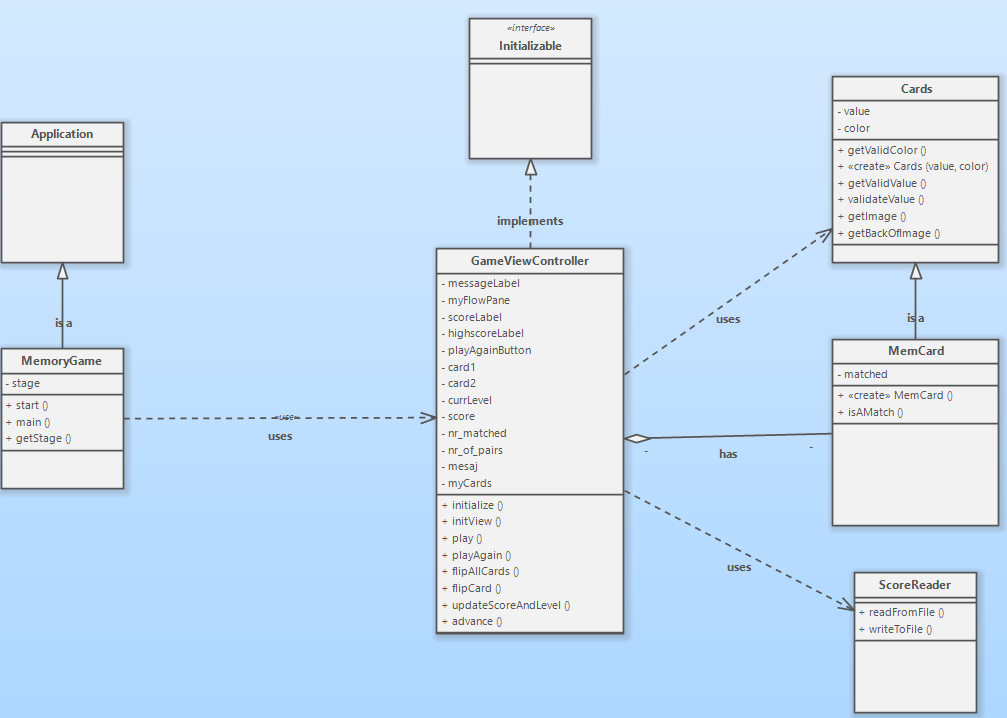 «interface»
Initializable
Application
is a
MemoryGame
- stage
+ start ()
+ main ()
+ getStage ()
«use»
uses
implements
GameViewController
- messageLabel
- myFlowPane
- scoreLabel
- highscoreLabel
- playAgainButton
- card1
- card2
- currLevel
- score
- nr_matched
- nr_of_pairs
- mesaj
- myCards
+ initialize ()
+ initView ()
+ play ()
+ playAgain ()
+ flipAllCards ()
+ flipCard ()
+ updateScoreAndLevel ()
+ advance ()
uses
-
has
-
uses
Cards
- value
- color
+ getValidColor ()
+ «create» Cards (value, color)
+ getValidValue ()
+ validateValue ()
+ getImage ()
+ getBackOfImage ()
is a
MemCard
- matched
+ «create» MemCard ()
+ isAMatch ()
ScoreReader
+ readFromFile ()
+ writeToFile ()